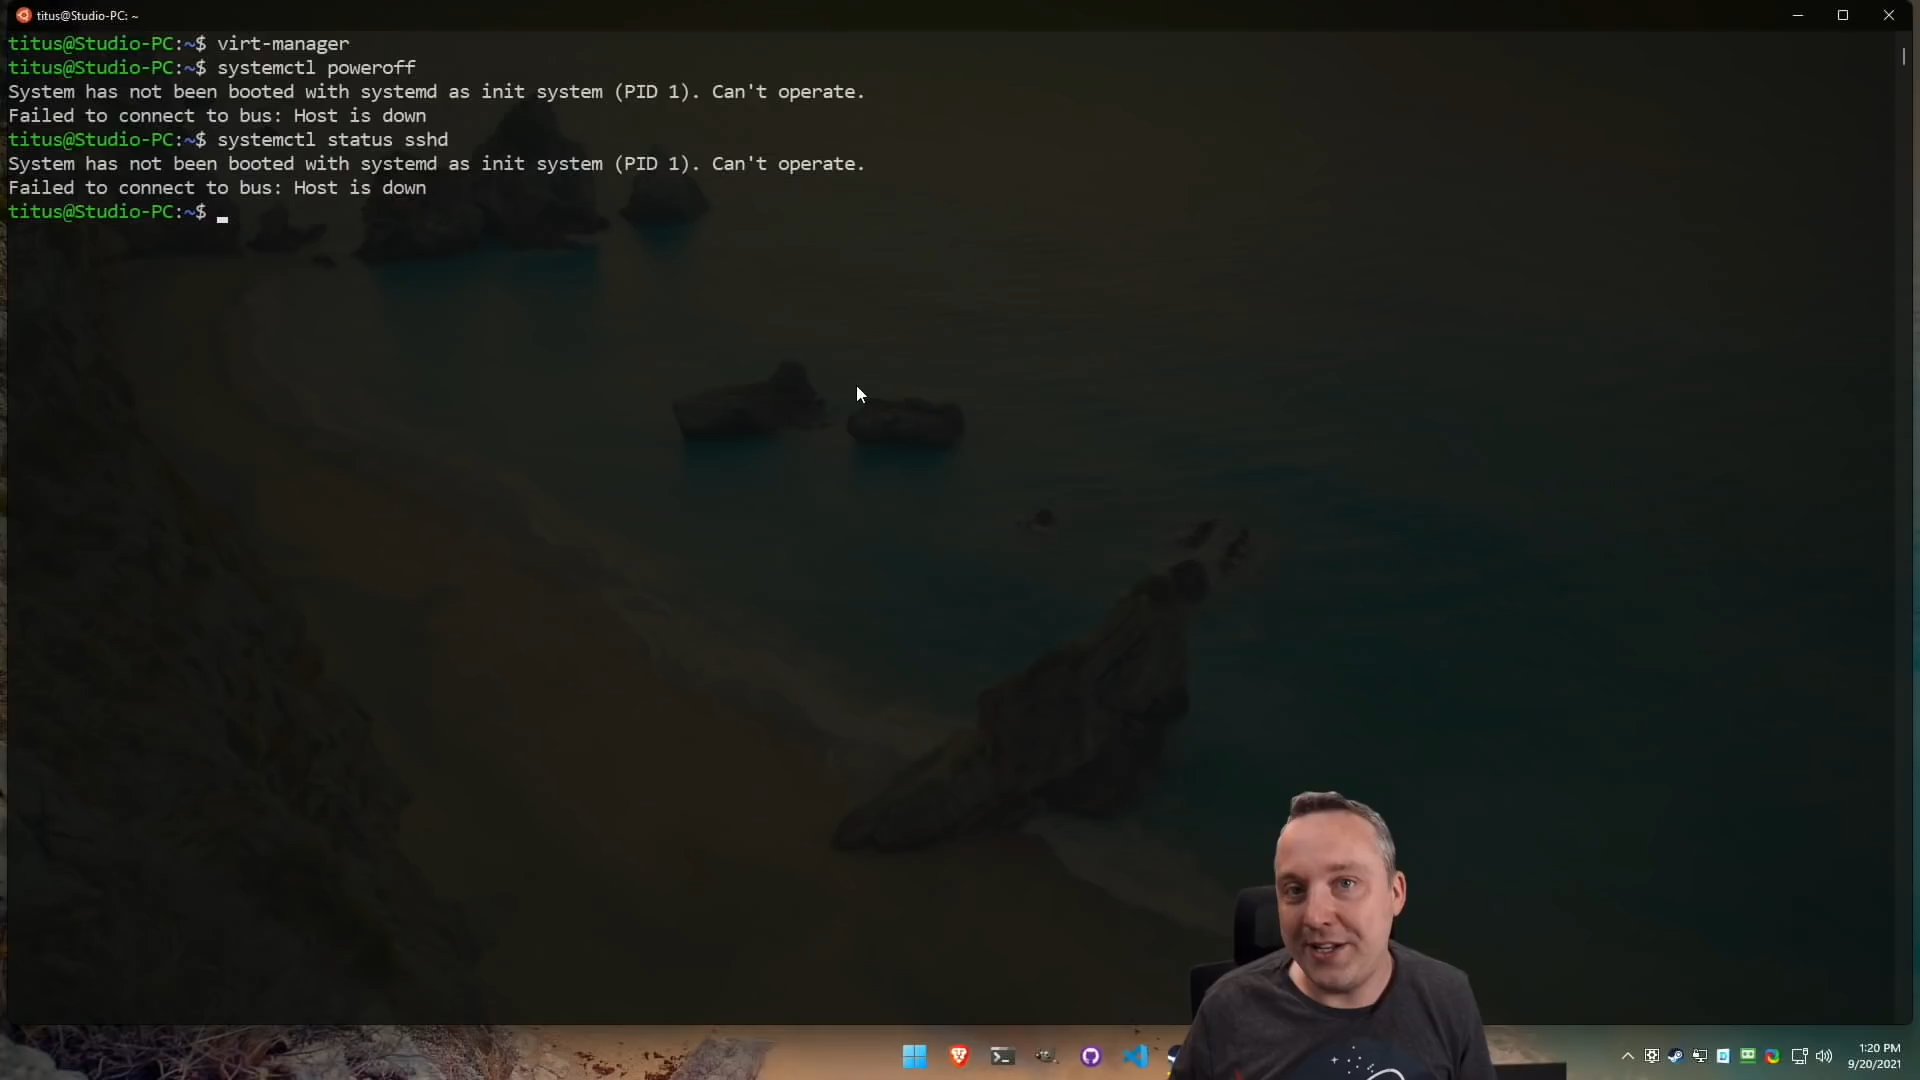 titus@Studio-PC: ~
titus@Studio-PC:~$ virt-manager
titus@Studio-PC:~$ systemctl poweroff
System has not been booted with systemd as init system (PID 1). Can't operate.
Failed to connect to bus: Host is down
titus@Studio-PC:~$ systemctl status sshd
System has not been booted with systemd as init system (PID 1). Can't operate.
Failed to connect to bus: Host is down
titus@Studio-PC:~$
1:20 PM
9/20/2021